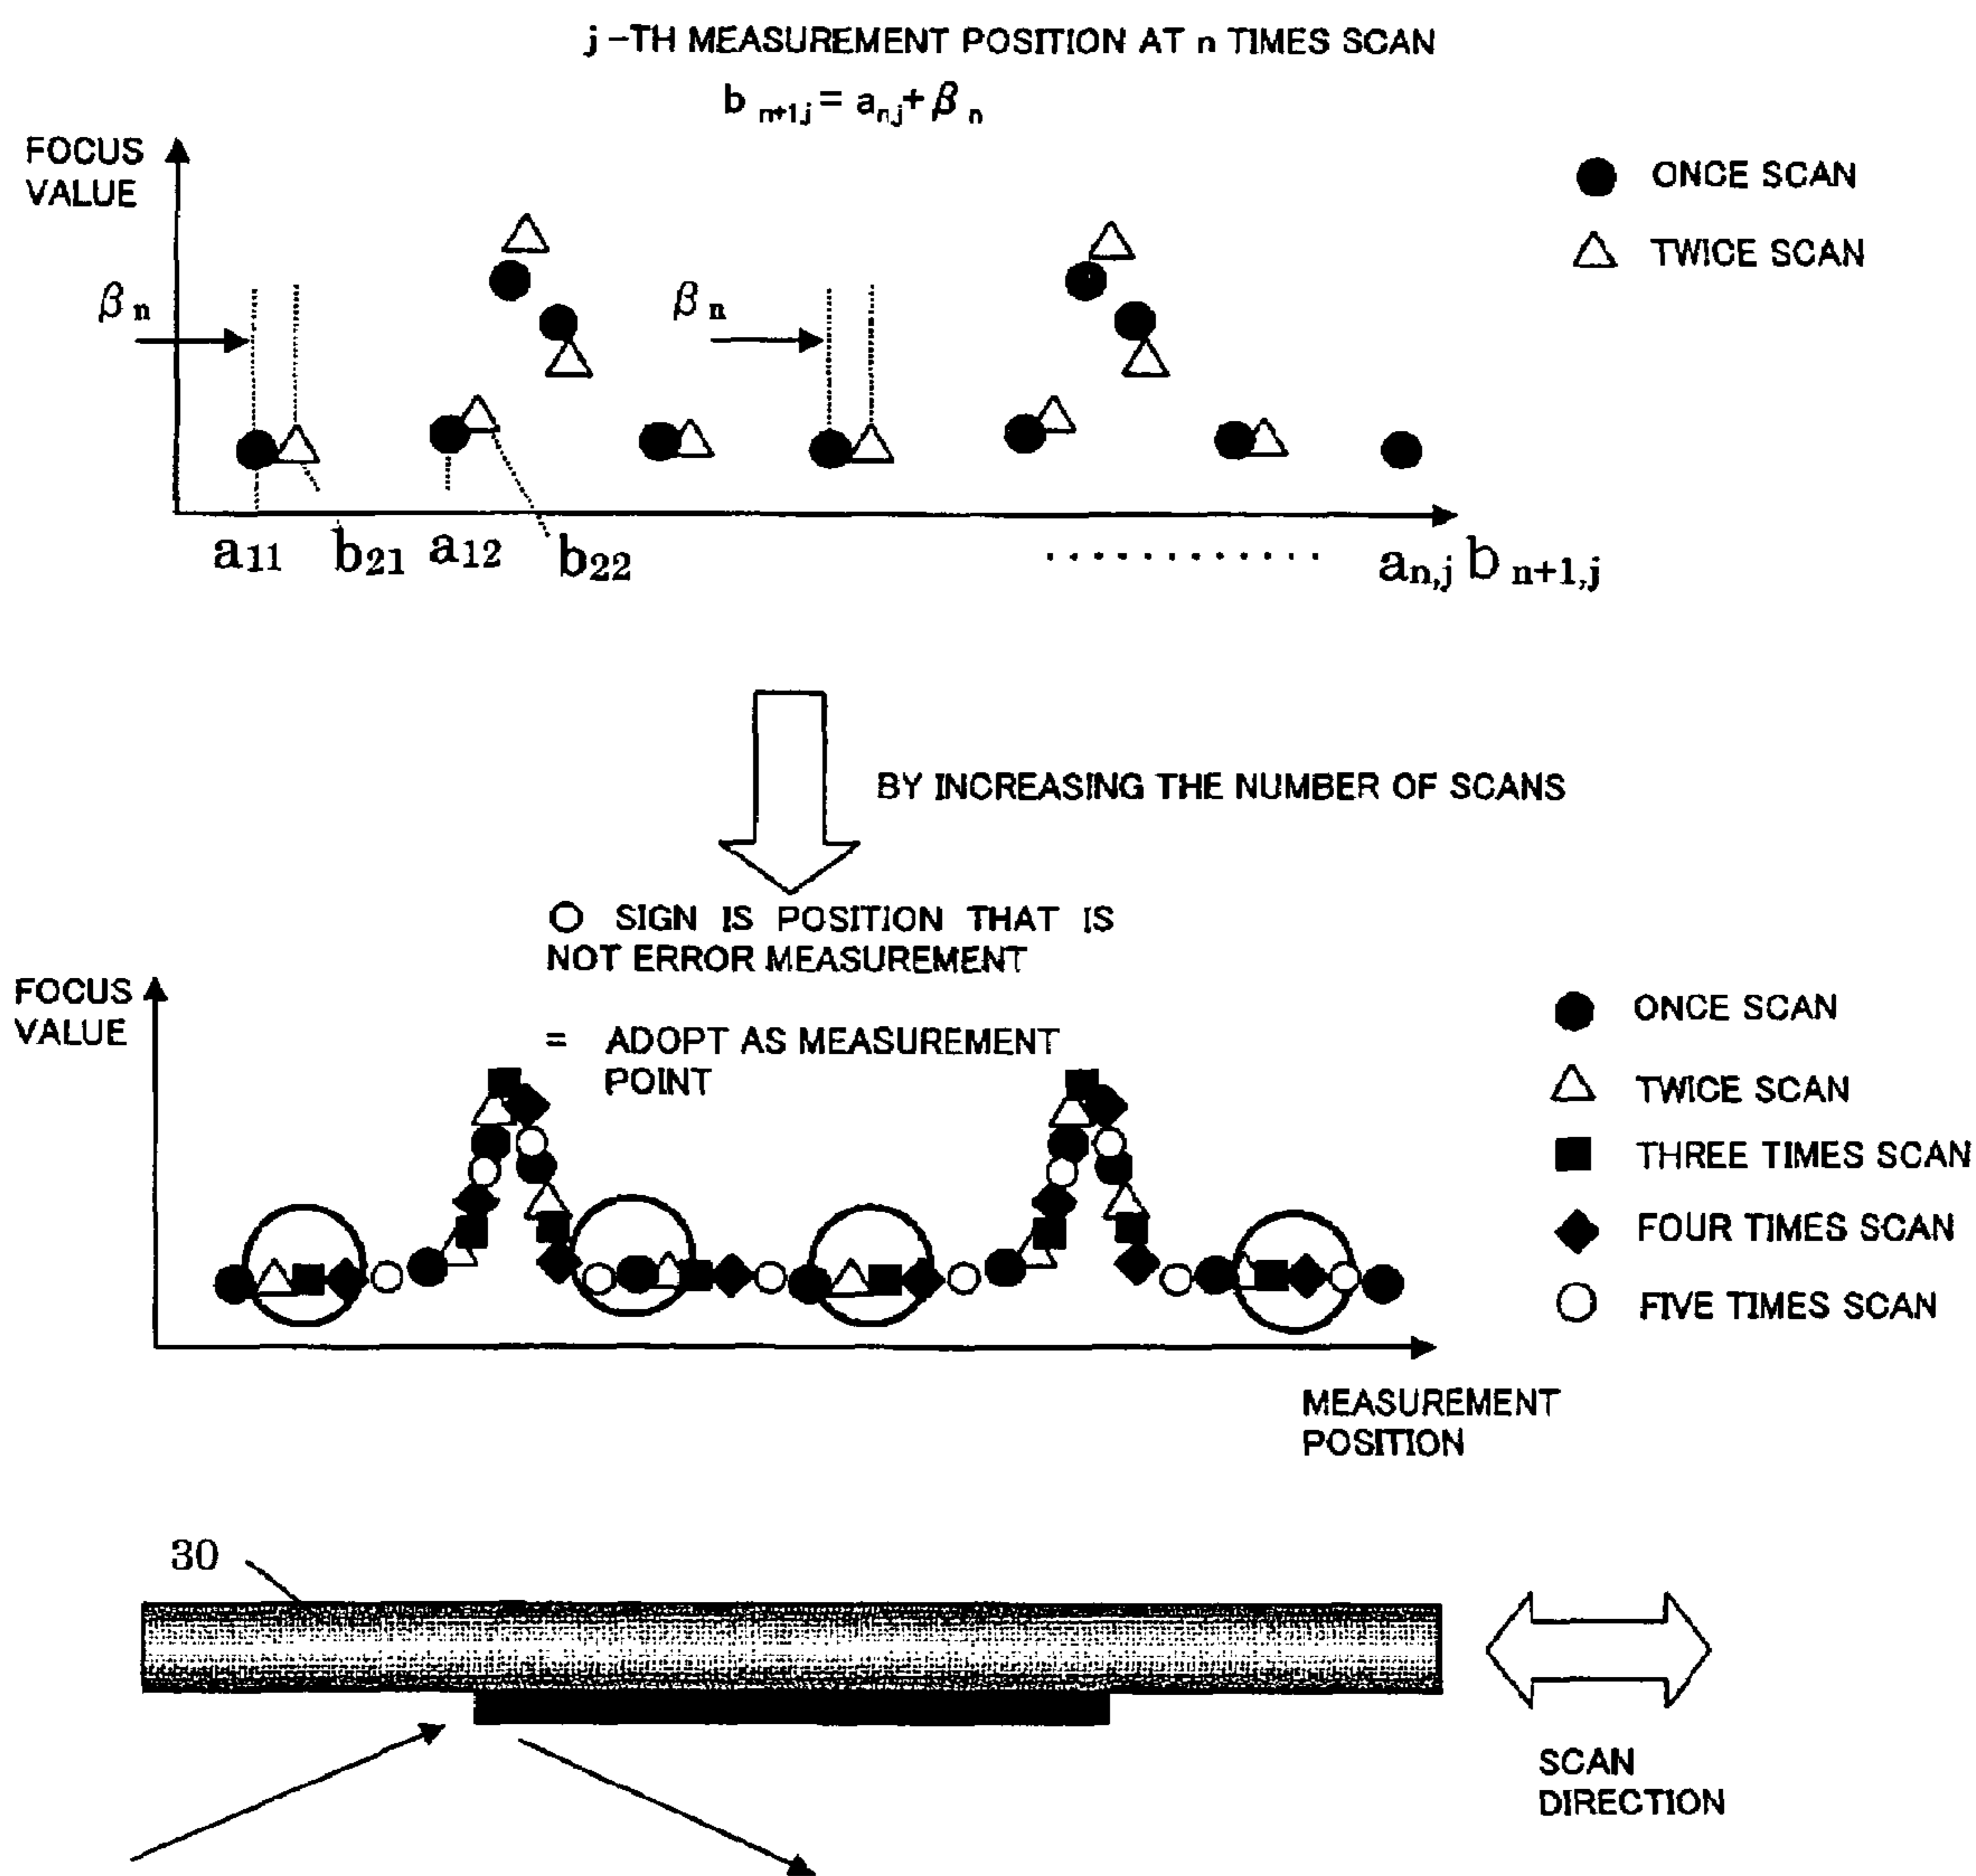 j-TH MEASUREMENT POSITION AT n TIMES SCAN
b n+1,j = an,j + β n
FOCUS
VALUE
ONCE SCAN
TWICE SCAN
β n
β n
a11
b21
a12
b22
an,j b n+1,j
BY INCREASING THE NUMBER OF SCANS
SIGN IS POSITION THAT IS
NOT ERROR MEASUREMENT
= ADOPT AS MEASUREMENT
POINT
FOCUS
VALUE
ONCE SCAN
TWICE SCAN
THREE TIMES SCAN
FOUR TIMES SCAN
FIVE TIMES SCAN
MEASUREMENT
POSITION
30
SCAN
DIRECTION